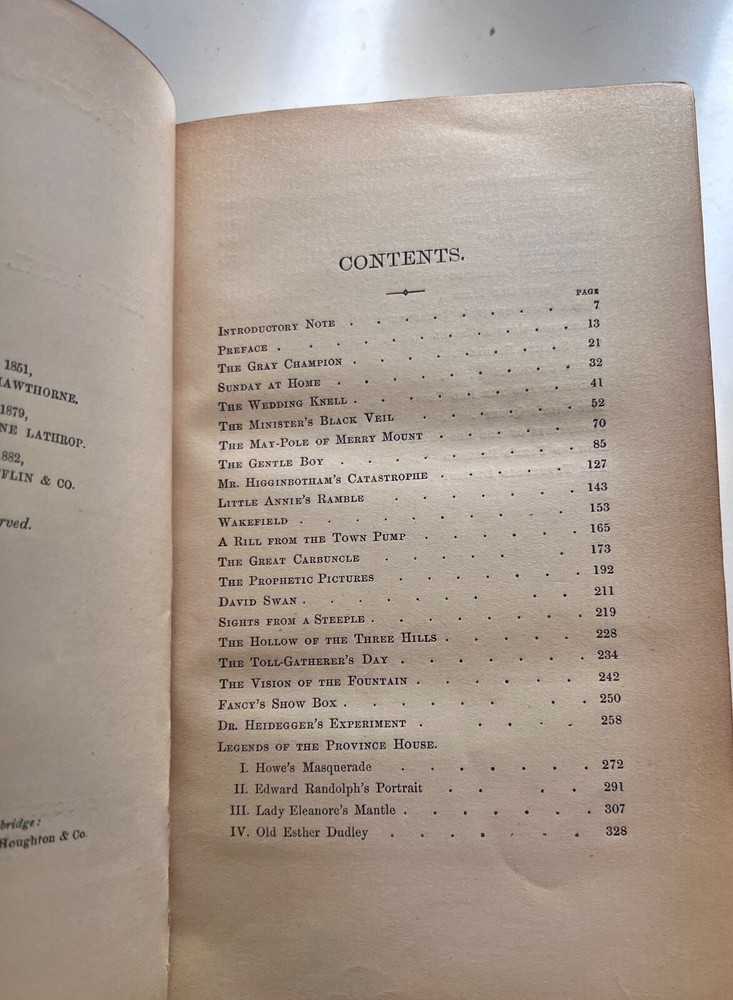 1851,
HAWTHORNE.
1879,
NE LATHROP.
1882,
FLIN & CO.
rved.
bridge:
Houghton & Co.
CONTENTS.
PAGE
INTRODUCTORY NOTE . . . . . . . . 7
PREFACE . . . . . . . . . . 13
THE GRAY CHAMPION . . . . . . . . 21
SUNDAY AT HOME . . . . . . . . . 32
THE WEDDING KNELL . . . . . . . . 41
THE MINISTER'S BLACK VEIL . . . . . . 52
THE MAY-POLE OF MERRY MOUNT . . . . . 70
THE GENTLE BOY . . . . . . . . 85
MR. HIGGINBOTHAM'S CATASTROPHE . . . . . 127
LITTLE ANNIE'S RAMBLE . . . . . . 143
WAKEFIELD . . . . . . . . . 153
A RILL FROM THE TOWN PUMP . . . . . 165
THE GREAT CARBUNCLE . . . . . . 173
THE PROPHETIC PICTURES . . . . . . 192
DAVID SWAN . . . . . . . . . 211
SIGHTS FROM A STEEPLE . . . . . . . 219
THE HOLLOW OF THE THREE HILLS . . . . . 228
THE TOLL-GATHERER'S DAY . . . . . . 234
THE VISION OF THE FOUNTAIN . . . . . . 242
FANCY'S SHOW BOX . . . . . . . 250
DR. HEIDEGGER'S EXPERIMENT . . . . . 258
LEGENDS OF THE PROVINCE HOUSE.
I. Howe's Masquerade . . . . . . . 272
II. Edward Randolph's Portrait . . . . . 291
III. Lady Eleanore's Mantle . . . . . . . 307
IV. Old Esther Dudley . . . . . . . 328